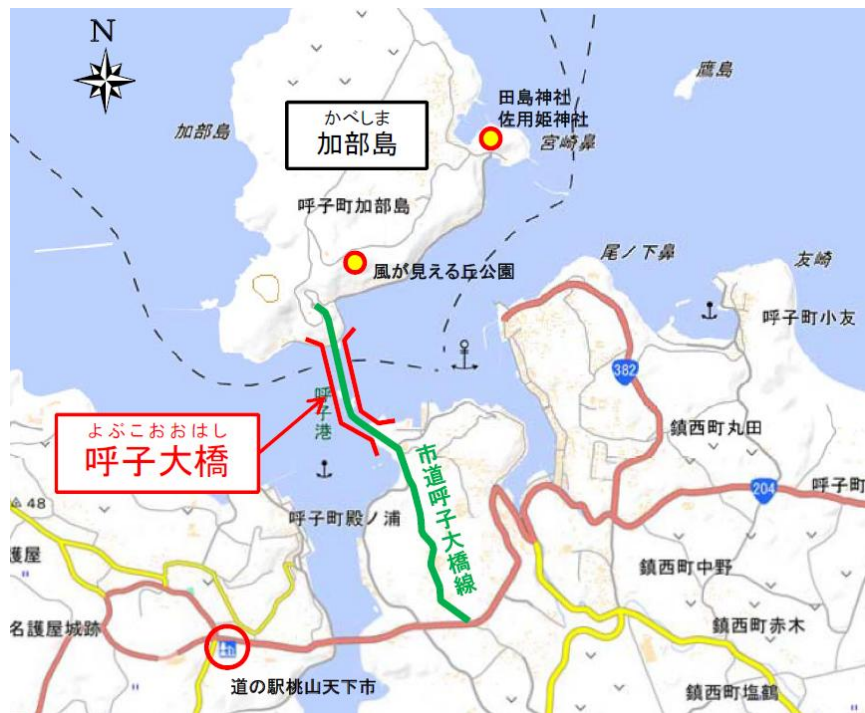 N
鷹島
田島神社
佐用姫神社
宮崎鼻
かべしま
加部島
加部島
呼子町加部島
尾ノ下鼻
友崎
風が見える丘公園
呼子町小友
382
呼子港
よぶこおおはし
呼子大橋
鎮西町丸田
市道呼子大橋線
204
呼子町
48
呼子町殿ノ浦
護屋
鎮西町中野
名護屋城跡
鎮西町赤木
道の駅桃山天下市
鎮西町塩鶴